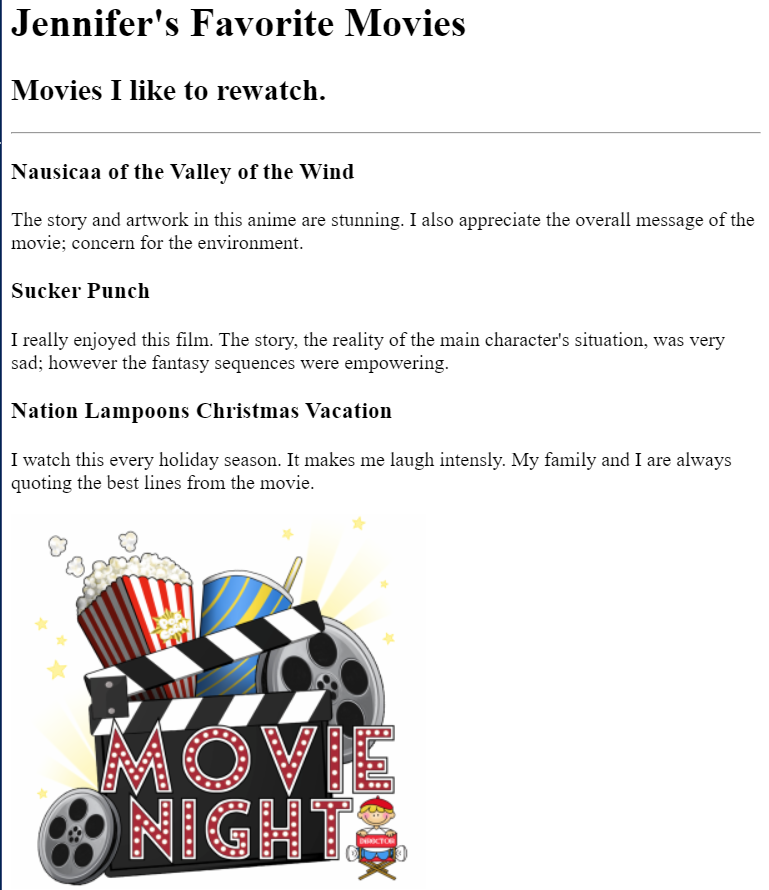 Jennifer's Favorite Movies
Movies I like to rewatch.
Nausicaa of the Valley of the Wind
The story and artwork in this anime are stunning. I also appreciate the overall message of the
movie; concern for the environment.
Sucker Punch
I really enjoyed this film. The story, the reality of the main character's situation, was very
sad; however the fantasy sequences were empowering.
Nation Lampoons Christmas Vacation
I watch this every holiday season. It makes me laugh intensly. My family and I are always
quoting the best lines from the movie.
MOVIE
NIGHT
DIRECTOR